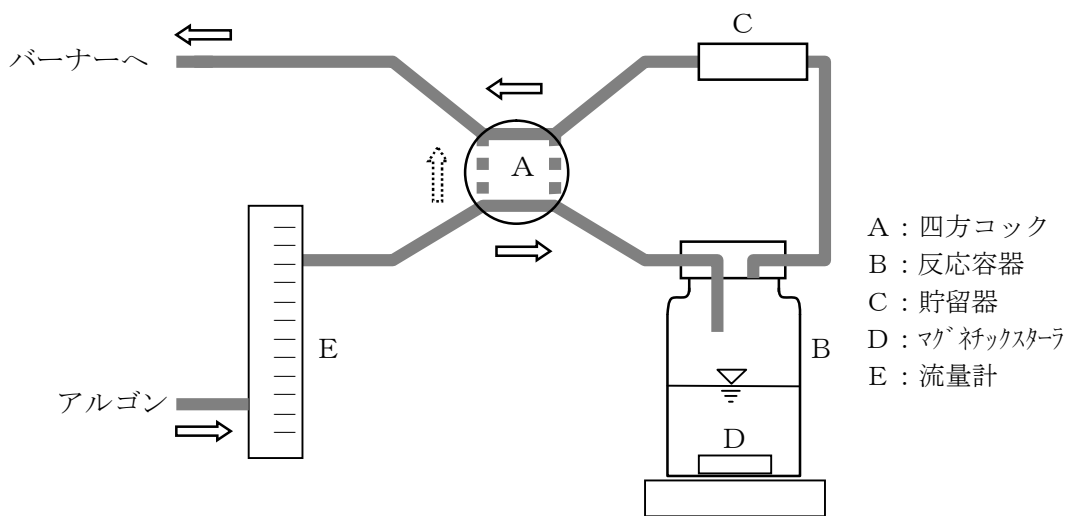 バーナーへ
C
A
E
アルゴン
B
D
A：四方コック
B：反応容器
C：貯留器
D：マグネチックスターラ
E：流量計